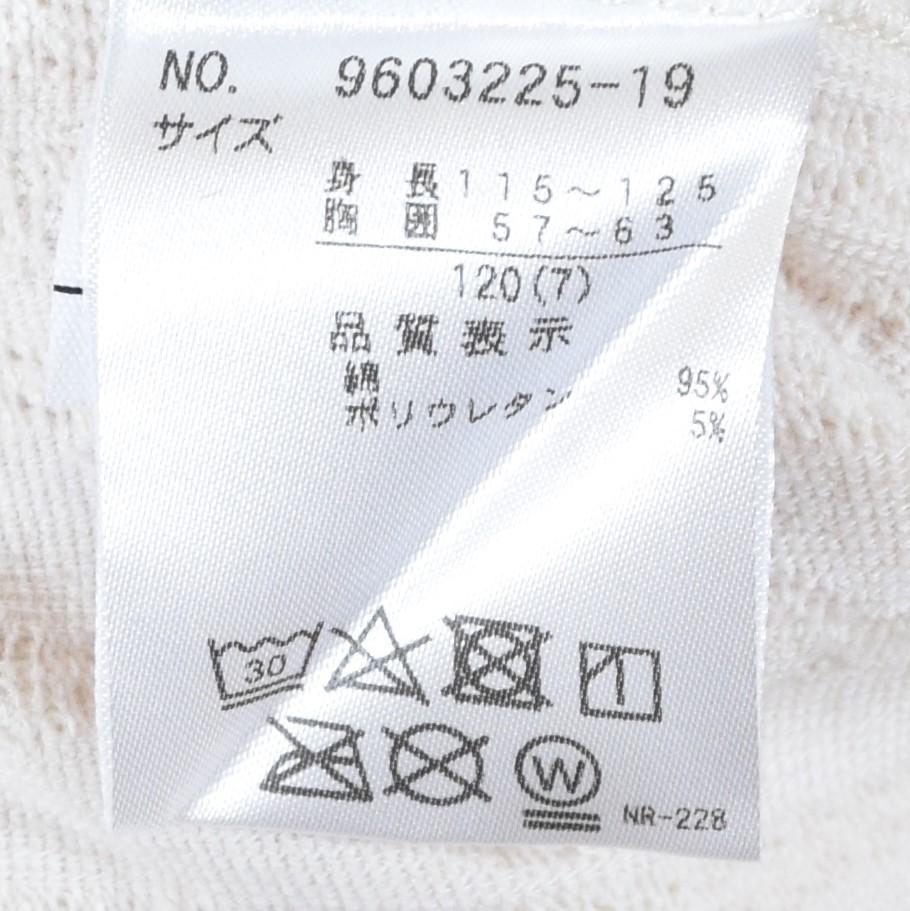 NO. 9603225-19
サイズ
身 長 115～125
胸 囲 57～63
120(7)
品質表示
綿 95%
ポリウレタン 5%
30
W
NR-228